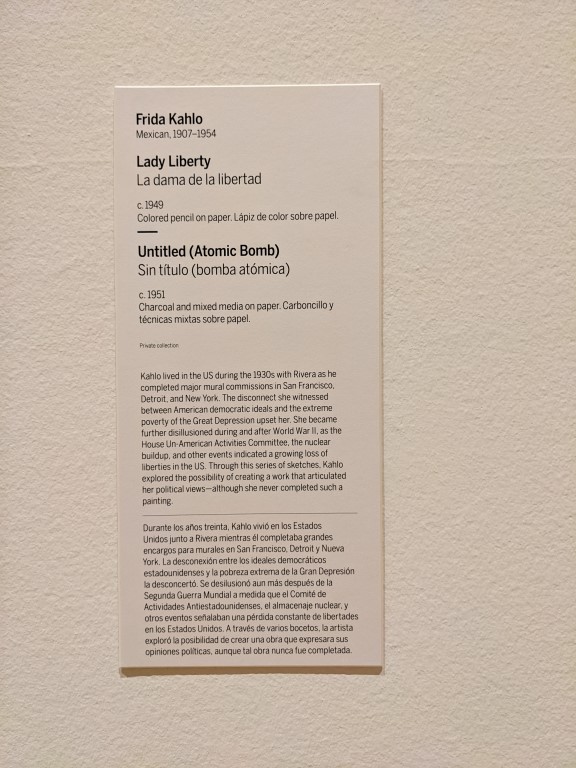 Frida Kahlo
Mexican, 1907–1954
Lady Liberty
La dama de la libertad
c. 1949
Colored pencil on paper. Lápiz de color sobre papel.
Untitled (Atomic Bomb)
Sin título (bomba atómica)
c. 1951
Charcoal and mixed media on paper. Carboncillo y
técnicas mixtas sobre papel.
Private collection
Kahlo lived in the US during the 1930s with Rivera as he
completed major mural commissions in San Francisco,
Detroit, and New York. The disconnect she witnessed
between American democratic ideals and the extreme
poverty of the Great Depression upset her. She became
further disillusioned during and after World War II, as the
House Un-American Activities Committee, the nuclear
buildup, and other events indicated a growing loss of
liberties in the US. Through this series of sketches, Kahlo
explored the possibility of creating a work that articulated
her political views—although she never completed such a
painting.
Durante los años treinta, Kahlo vivió en los Estados
Unidos junto a Rivera mientras él completaba grandes
encargos para murales en San Francisco, Detroit y Nueva
York. La desconexión entre los ideales democráticos
estadounidenses y la pobreza extrema de la Gran Depresión
la desconcertó. Se desilusionó aun más después de la
Segunda Guerra Mundial a medida que el Comité de
Actividades Antiestadounidenses, el almacenaje nuclear, y
otros eventos señalaban una pérdida constante de libertades
en los Estados Unidos. A través de varios bocetos, la artista
exploró la posibilidad de crear una obra que expresara sus
opiniones políticas, aunque tal obra nunca fue completada.